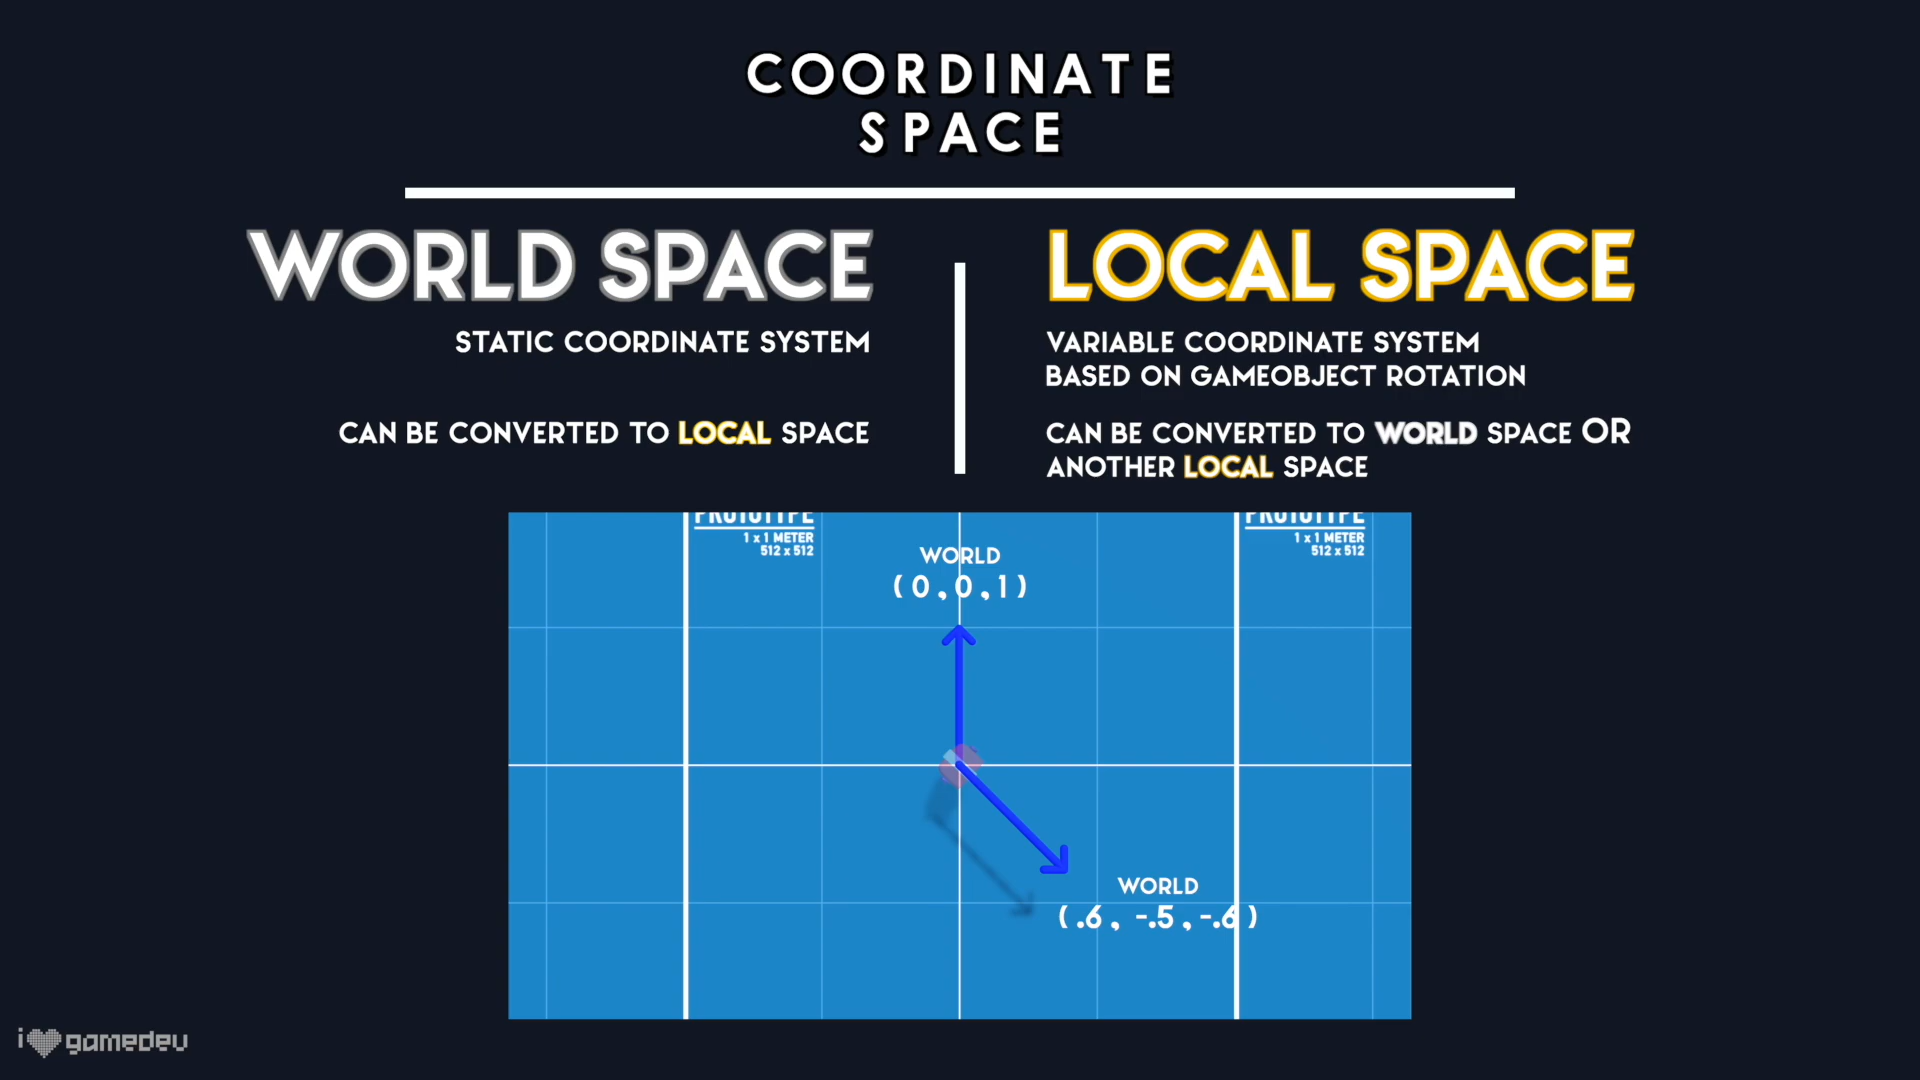 COORDINATE
SPACE
WORLD SPACE
STATIC COORDINATE SYSTEM
CAN BE CONVERTED TO LOCAL SPACE
LOCAL SPACE
VARIABLE COORDINATE SYSTEM
BASED ON GAMEOBJECT ROTATION
CAN BE CONVERTED TO WORLD SPACE OR
ANOTHER LOCAL SPACE
PROTOTYPE
1 x 1 METER
512 x 512
PROTOTYPE
1 x 1 METER
512 x 512
WORLD
(0,0,1)
WORLD
(.6, -.5,-.6)
i gamedev